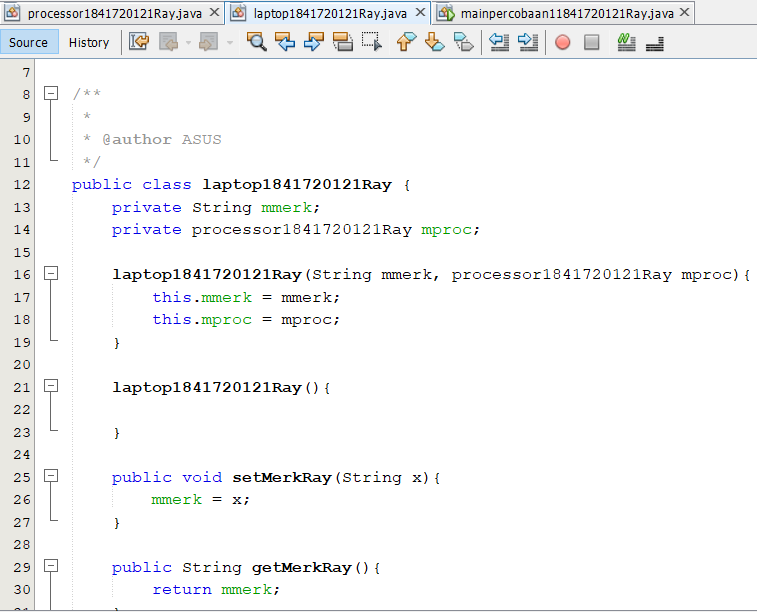 processor1841720121Ray.java laptop1841720121Ray.java mainpercobaan11841720121Ray.java
Source History
7
8 /**
9 *
10 * @author ASUS
11 */
12 public class laptop1841720121Ray {
13 private String mmerk;
14 private processor1841720121Ray mproc;
15
16 laptop1841720121Ray(String mmerk, processor1841720121Ray mproc){
17 this.mmerk = mmerk;
18 this.mproc = mproc;
19 }
20
21 laptop1841720121Ray(){
22
23 }
24
25 public void setMerkRay(String x){
26 mmerk = x;
27 }
28
29 public String getMerkRay(){
30 return mmerk;